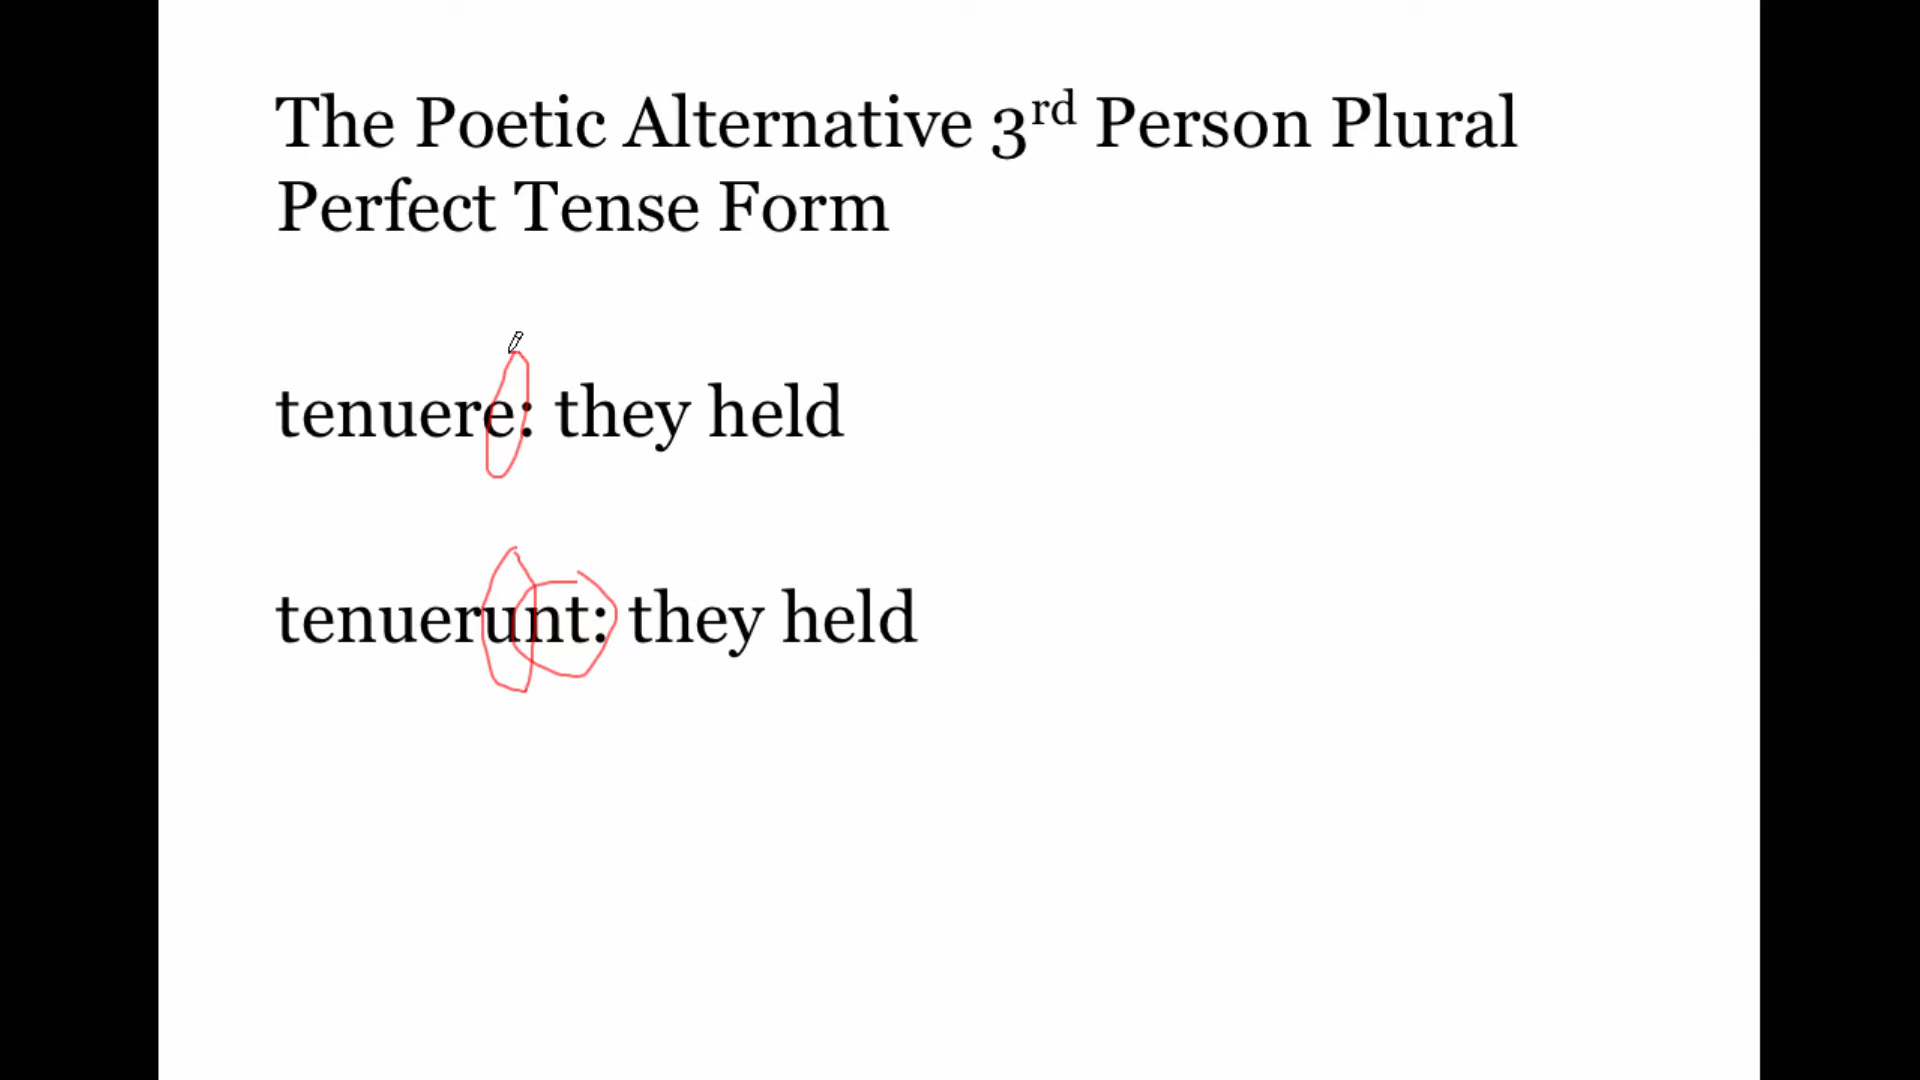 The Poetic Alternative 3rd Person Plural
Perfect Tense Form
tenuere: they held
tenuerunt: they held